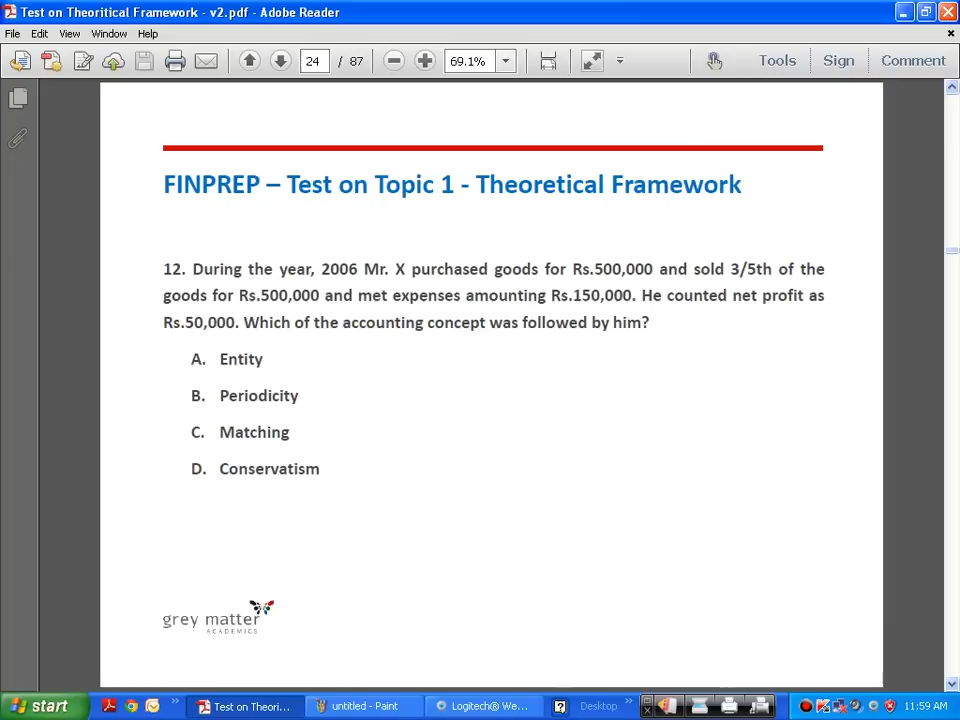 Test on Theoritical Framework - v2.pdf - Adobe Reader
File Edit View Window Help
24 / 87 69.1% Tools Sign Comment
FINPREP – Test on Topic 1 - Theoretical Framework
12. During the year, 2006 Mr. X purchased goods for Rs.500,000 and sold 3/5th of the
goods for Rs.500,000 and met expenses amounting Rs.150,000. He counted net profit as
Rs.50,000. Which of the accounting concept was followed by him?
A. Entity
B. Periodicity
C. Matching
D. Conservatism
grey matter
ACADEMICS
start Test on Theori... untitled - Paint Logitech® We... Desktop 11:59 AM